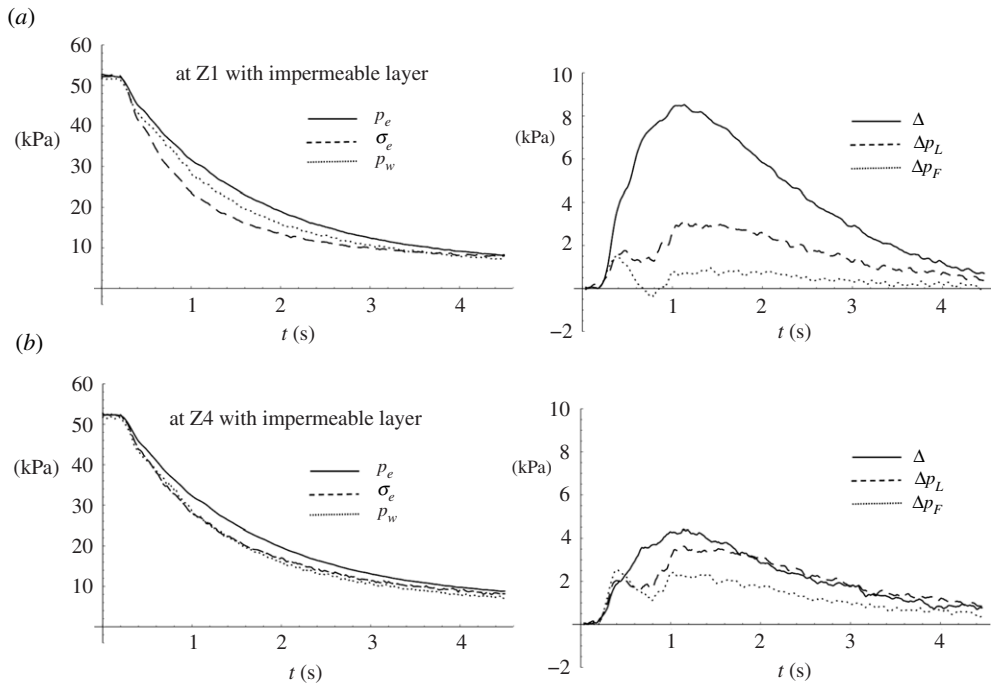 (a)
60
50
40
(kPa)
30
20
10
at Z1 with impermeable layer
p_e
σ_e
p_w
1
2
3
4
t (s)
10
8
(kPa)
6
4
2
−2
Δ
Δp_L
Δp_F
1
2
3
4
t (s)
(b)
60
50
40
(kPa)
30
20
10
at Z4 with impermeable layer
p_e
σ_e
p_w
1
2
3
4
t (s)
10
8
(kPa)
6
4
2
−2
Δ
Δp_L
Δp_F
1
2
3
4
t (s)